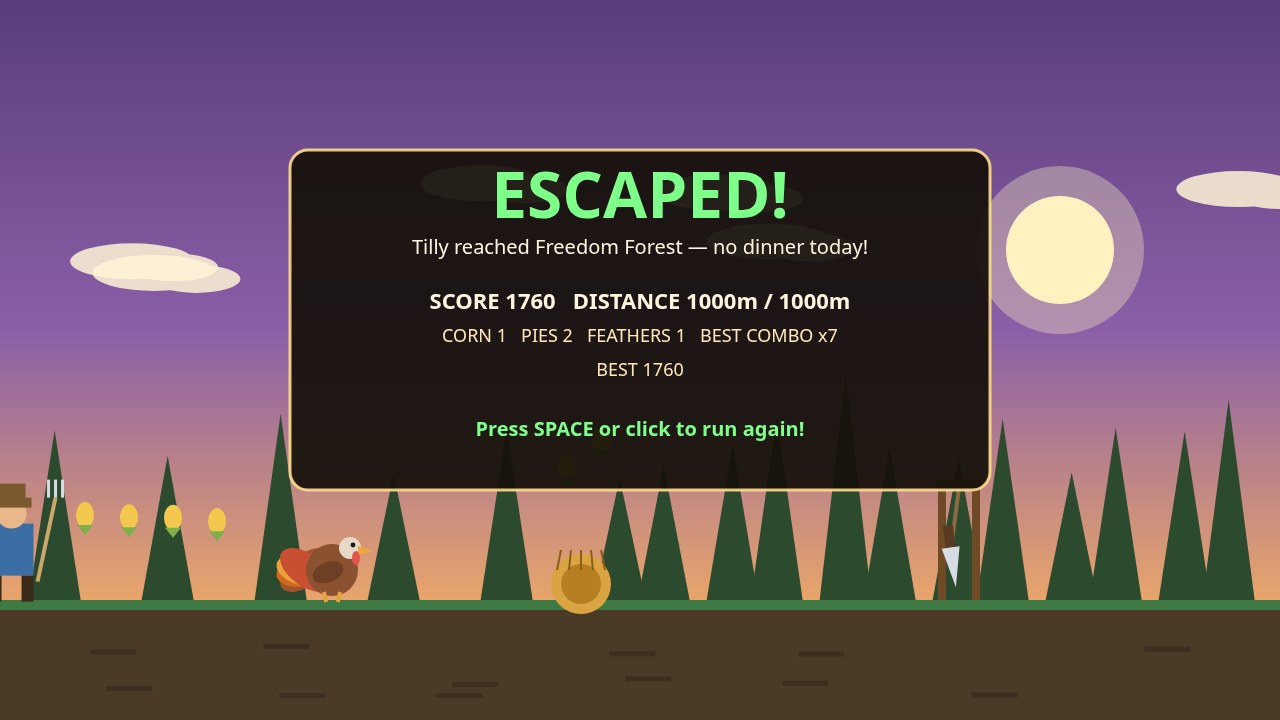 ESCAPED!
Tilly reached Freedom Forest — no dinner today!
SCORE 1760 DISTANCE 1000m / 1000m
CORN 1 PIES 2 FEATHERS 1 BEST COMBO x7
BEST 1760
Press SPACE or click to run again!